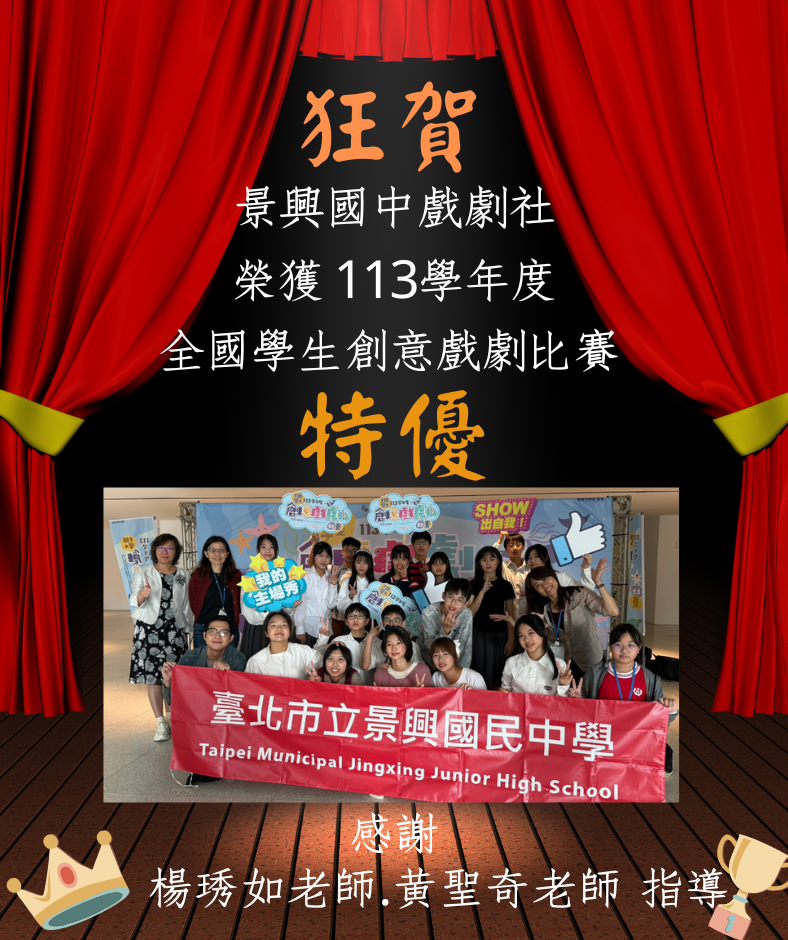 狂賀
景興國中戲劇社
榮獲 113學年度
全國學生創意戲劇比賽
特優
SHOW
出自我!
113
我的
主場秀
臺北市立景興國民中學
Taipei Municipal Jingxing Junior High School
感謝
楊琇如老師.黃聖奇老師 指導
1